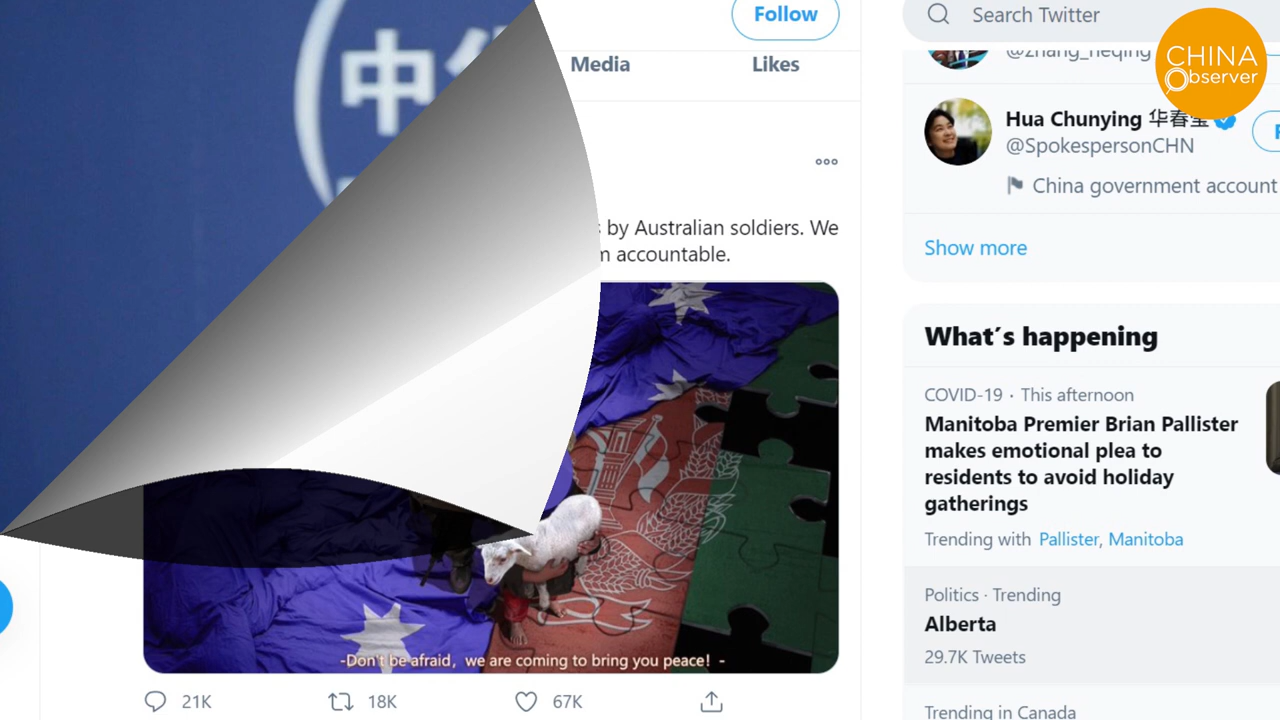 中
Follow
Media
Likes
by Australian soldiers. We
accountable.
-Don't be afraid, we are coming to bring you peace! -
21K
18K
67K
Search Twitter
CHINA
Observer
@zhang_heqing
Hua Chunying 华春莹
@SpokespersonCHN
China government account
Show more
What's happening
COVID-19 · This afternoon
Manitoba Premier Brian Pallister
makes emotional plea to
residents to avoid holiday
gatherings
Trending with Pallister, Manitoba
Politics · Trending
Alberta
29.7K Tweets
Trending in Canada